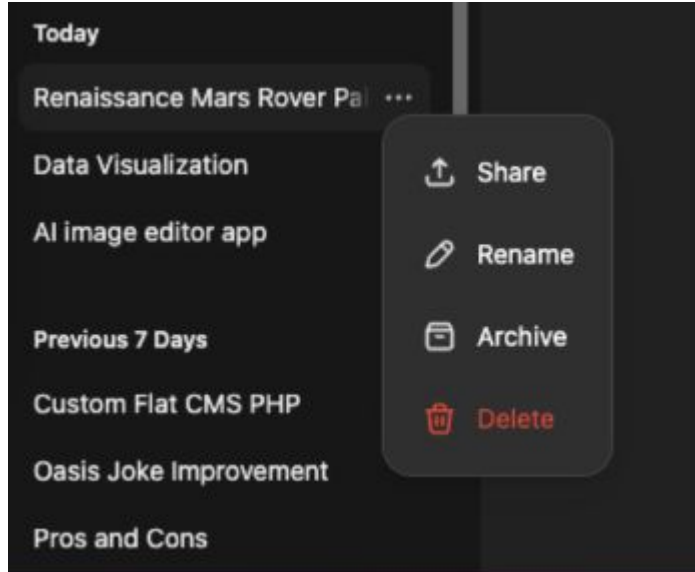 Today
Renaissance Mars Rover Pai
Data Visualization
AI image editor app
Previous 7 Days
Custom Flat CMS PHP
Oasis Joke Improvement
Pros and Cons
Share
Rename
Archive
Delete